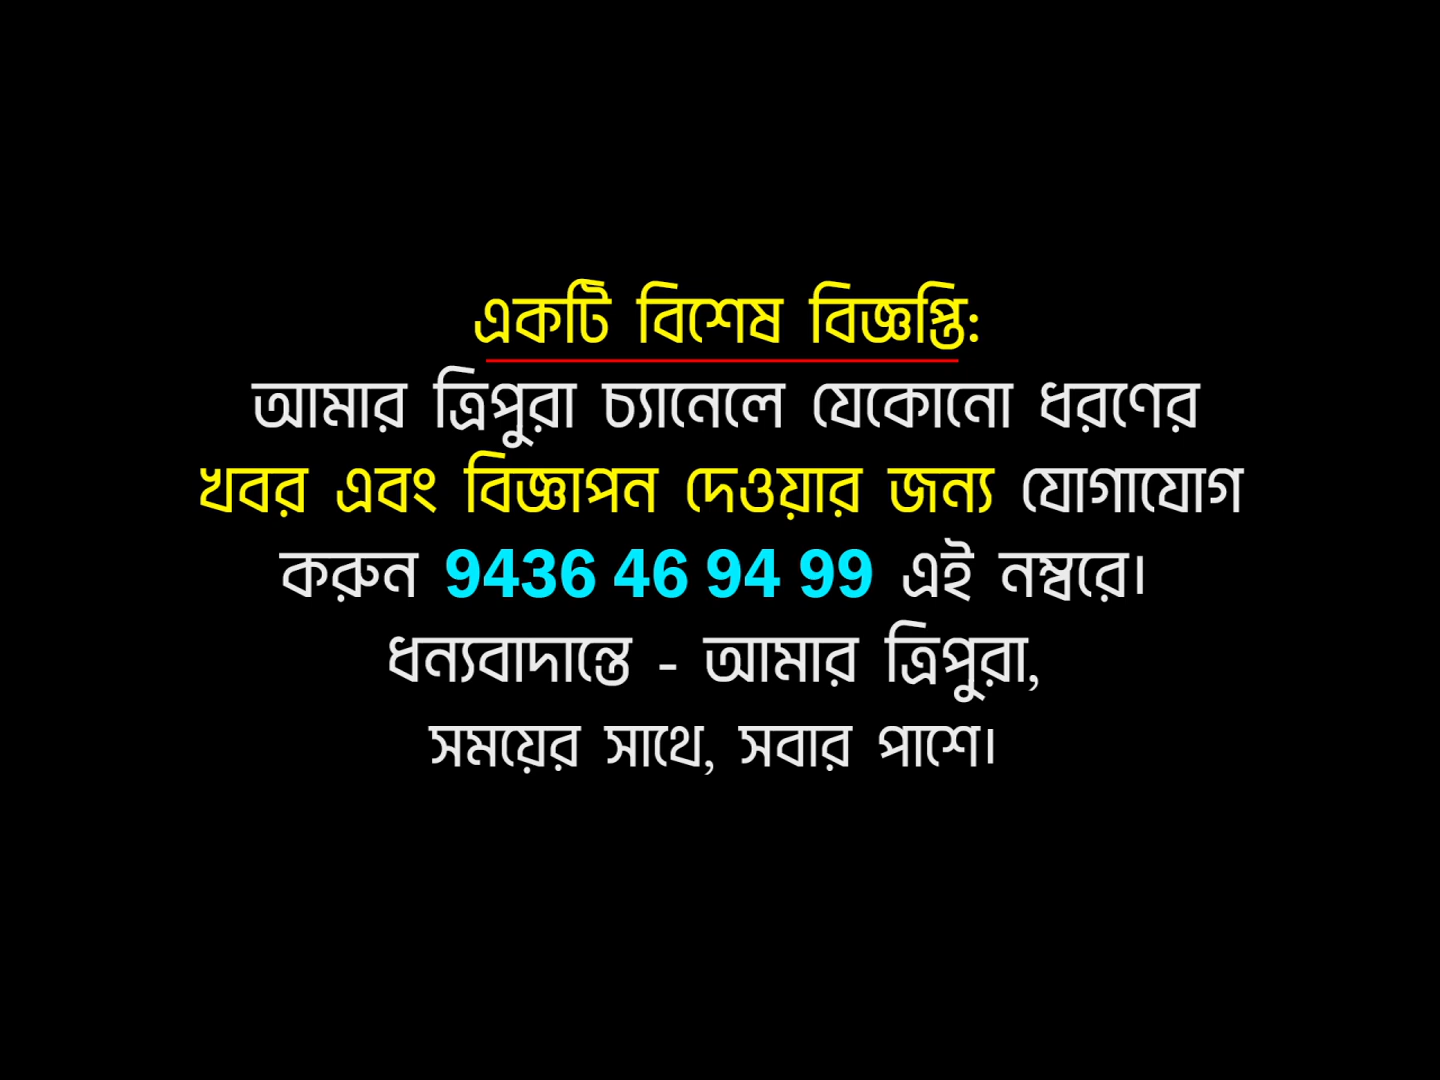 একটি বিশেষ বিজ্ঞপ্তি:
আমার ত্রিপুরা চ্যানেলে যেকোনো ধরণের
খবর এবং বিজ্ঞাপন দেওয়ার জন্য যোগাযোগ
করুন 9436 46 94 99 এই নম্বরে।
ধন্যবাদান্তে - আমার ত্রিপুরা,
সময়ের সাথে, সবার পাশে।